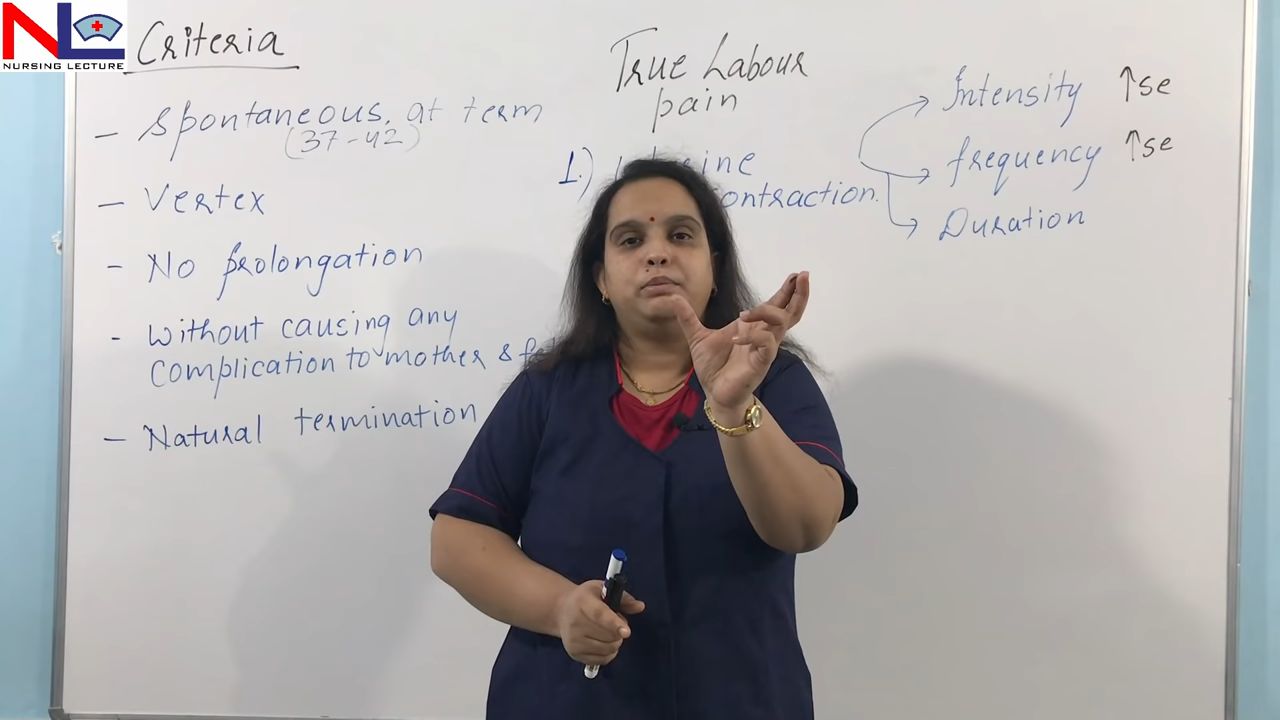 NL
NURSING LECTURE
Criteria
- Spontaneous, at term
(37-42)
- Vertex
- No prolongation
- Without causing any
complication to mother &
- Natural termination
True Labour
pain
1.)
Intensity ↑se
frequency ↑se
Duration